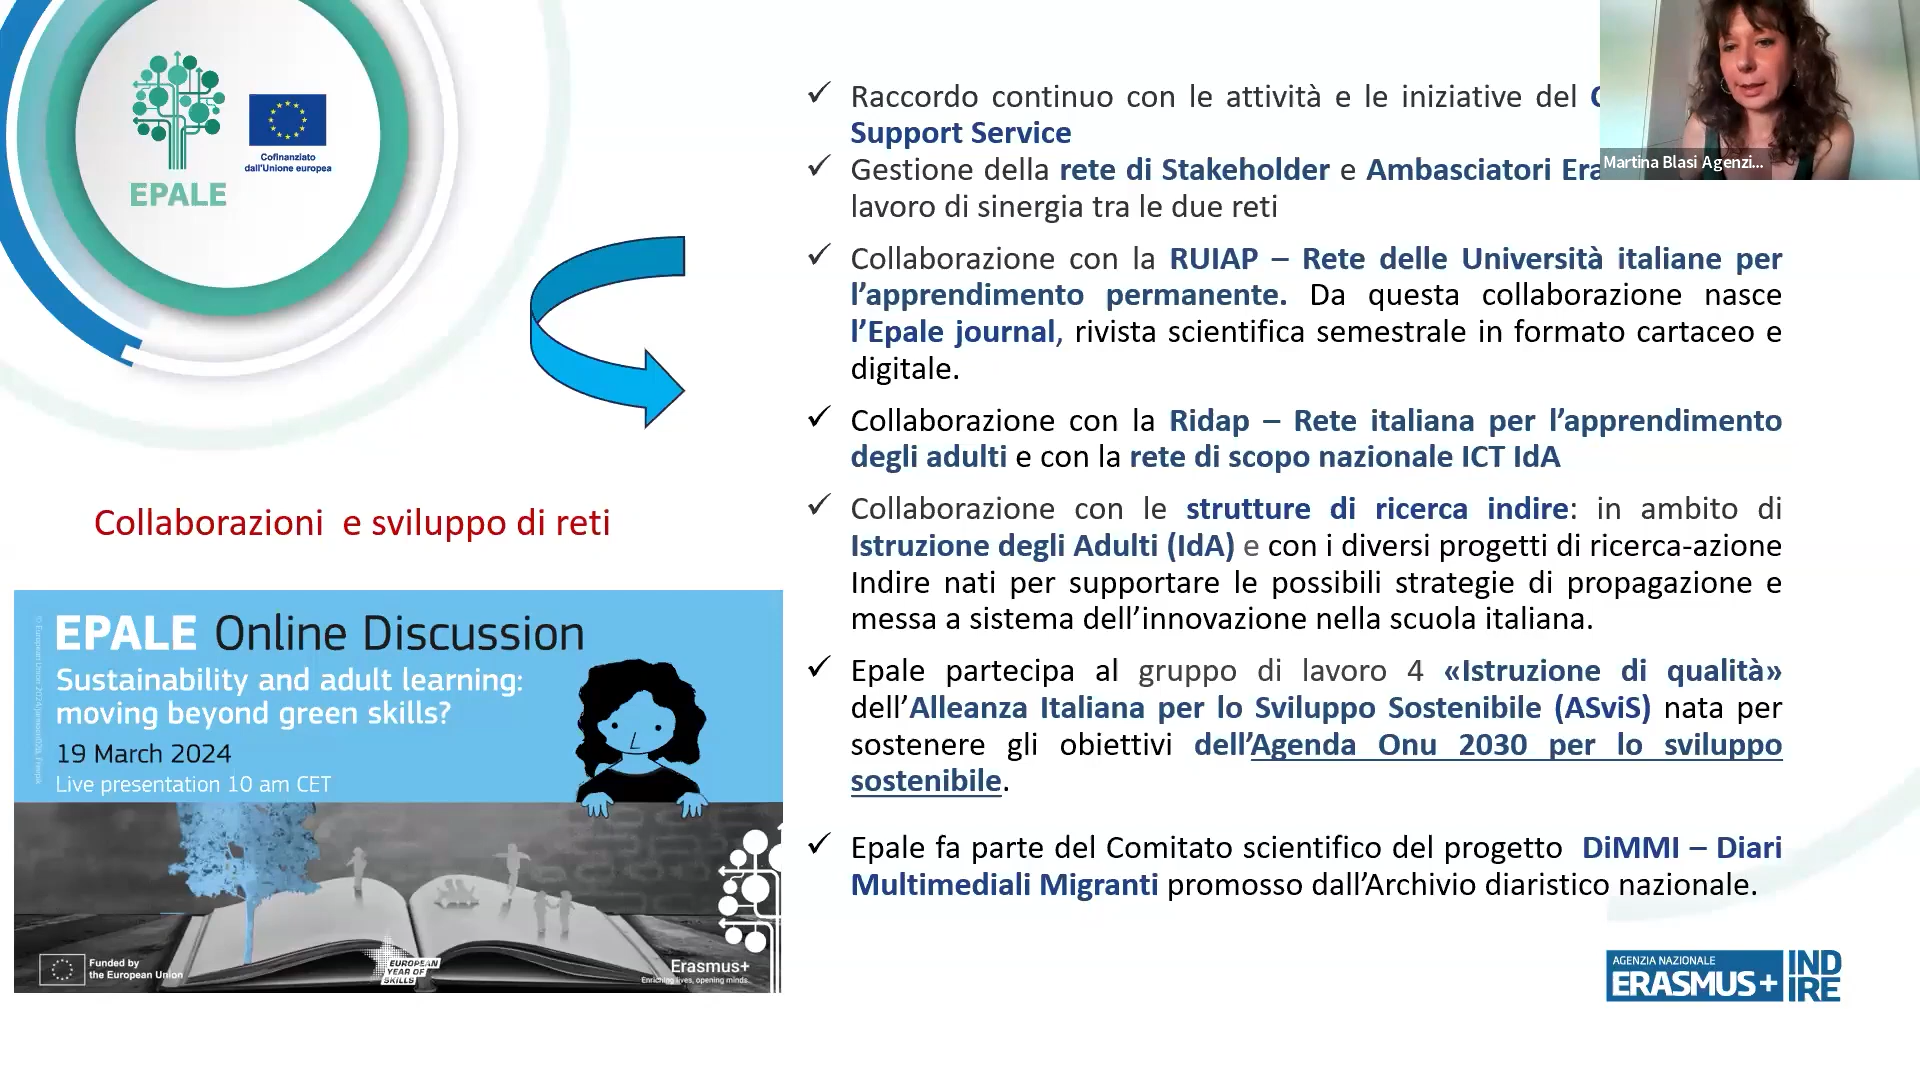 EPALE
Cofinanziato
dall'Unione europea
Raccordo continuo con le attività e le iniziative del
Support Service
Gestione della rete di Stakeholder e Ambasciatori
lavoro di sinergia tra le due reti
Collaborazione con la RUIAP – Rete delle Università italiane per
l’apprendimento permanente. Da questa collaborazione nasce
l’Epale journal, rivista scientifica semestrale in formato cartaceo e
digitale.
Collaborazione con la Ridap – Rete italiana per l’apprendimento
degli adulti e con la rete di scopo nazionale ICT IdA
Collaborazione con le strutture di ricerca indire: in ambito di
Istruzione degli Adulti (IdA) e con i diversi progetti di ricerca-azione
Indire nati per supportare le possibili strategie di propagazione e
messa a sistema dell’innovazione nella scuola italiana.
Epale partecipa al gruppo di lavoro 4 «Istruzione di qualità»
dell’Alleanza Italiana per lo Sviluppo Sostenibile (ASviS) nata per
sostenere gli obiettivi dell’Agenda Onu 2030 per lo sviluppo
sostenibile.
Epale fa parte del Comitato scientifico del progetto DiMMI – Diari
Multimediali Migranti promosso dall’Archivio diaristico nazionale.
Martina Blasi Agenzi...
Collaborazioni e sviluppo di reti
EPALE Online Discussion
Sustainability and adult learning:
moving beyond green skills?
19 March 2024
Live presentation 10 am CET
Funded by
the European Union
EUROPEAN
YEAR OF
SKILLS
Erasmus+
Enriching lives, opening minds.
AGENZIA NAZIONALE
ERASMUS+
IND
IRE